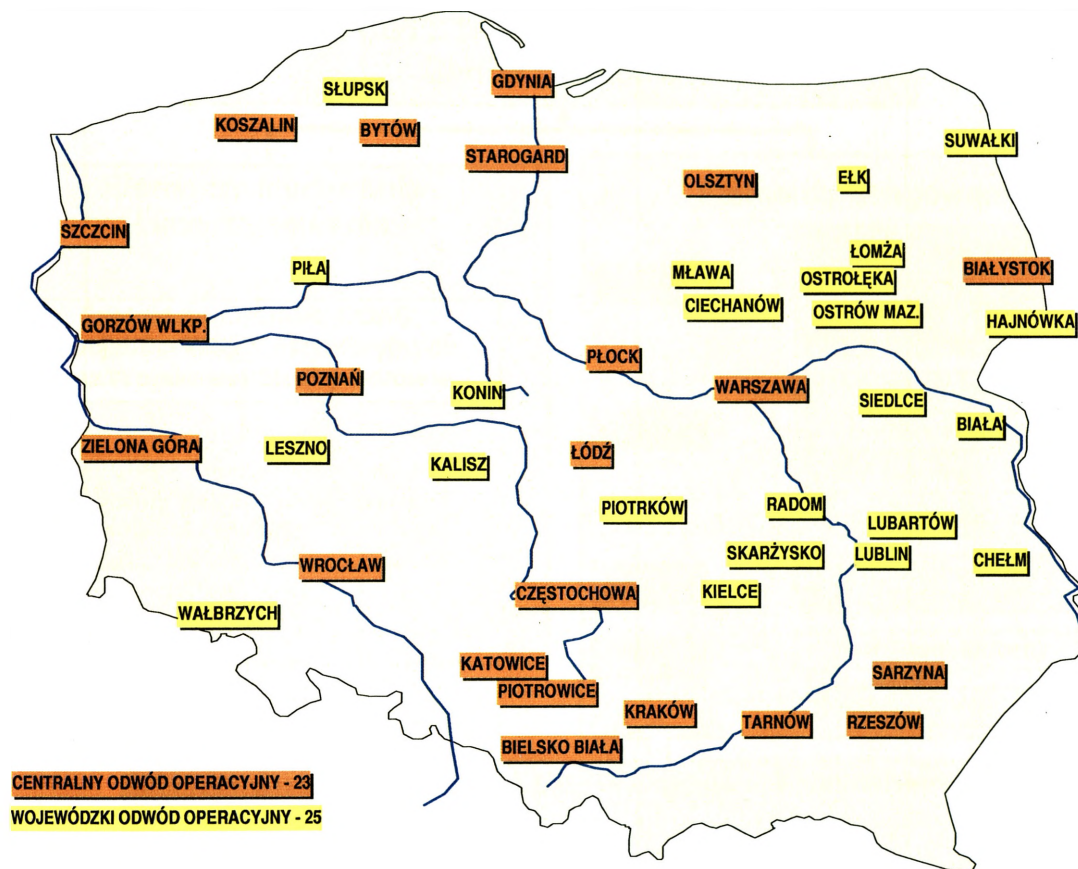 GDYNIA
SŁUPSK
KOSZALIN
BYTÓW
SUWAŁKI
STAROGARD
OLSZTYN
EŁK
SZCZCIN
ŁOMŻA
PIŁA
MŁAWA
OSTROŁĘKA
BIAŁYSTOK
CIECHANÓW
OSTRÓW MAZ.
GORZÓW WLKP.
HAJNÓWKA
PŁOCK
POZNAŃ
KONIN
WARSZAWA
SIEDLCE
BIAŁA
ZIELONA GÓRA
LESZNO
ŁÓDŹ
KALISZ
PIOTRKÓW
RADOM
LUBARTÓW
SKARŻYSKO
LUBLIN
CHEŁM
WROCŁAW
CZĘSTOCHOWA
KIELCE
WAŁBRZYCH
KATOWICE
SARZYNA
PIOTROWICE
KRAKÓW
TARNÓW
RZESZÓW
BIELSKO BIAŁA
CENTRALNY ODWÓD OPERACYJNY - 23
WOJEWÓDZKI ODWÓD OPERACYJNY - 25